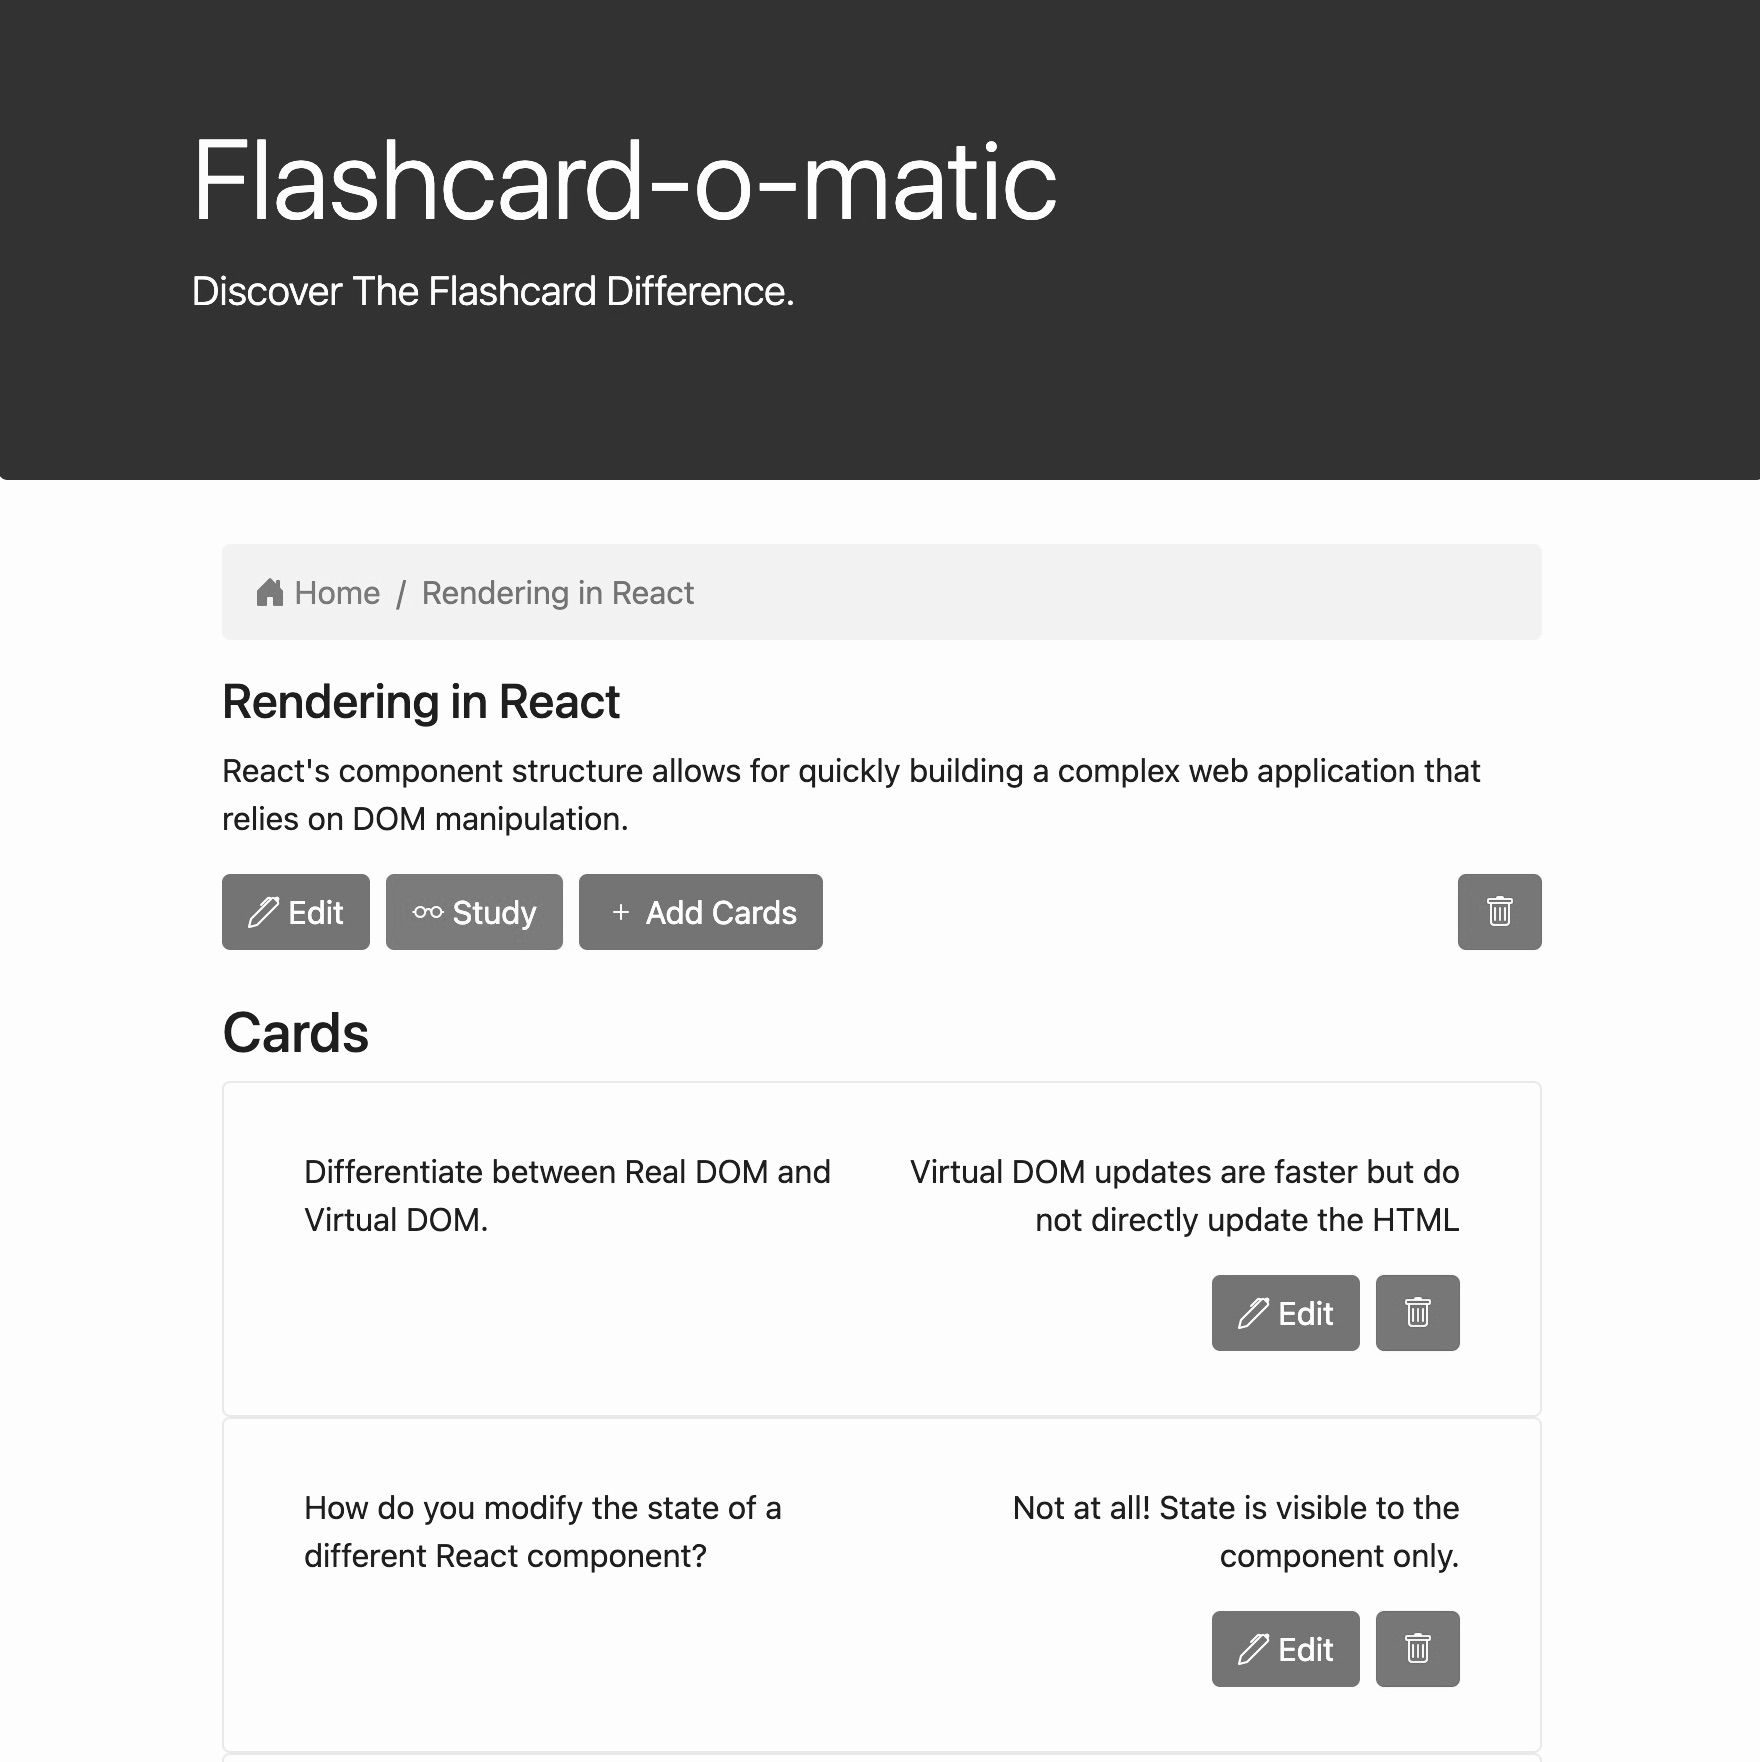 Flashcard-o-matic
Discover The Flashcard Difference.
Home / Rendering in React
Rendering in React
React's component structure allows for quickly building a complex web application that
relies on DOM manipulation.
Edit Study + Add Cards
Cards
Differentiate between Real DOM and
Virtual DOM.
Virtual DOM updates are faster but do
not directly update the HTML
Edit
How do you modify the state of a
different React component?
Not at all! State is visible to the
component only.
Edit